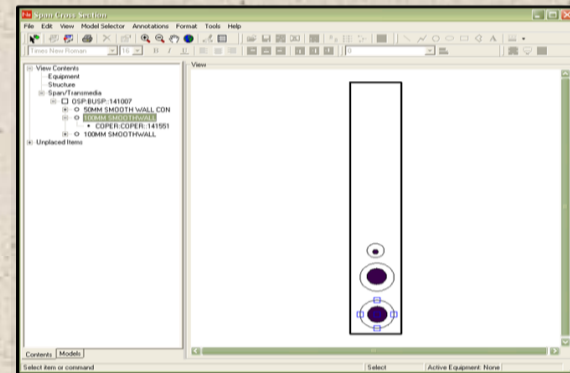 Span Cross Section
File Edit View Model Selector Annotations Format Tools Help
Times New Roman 16 B I U 0
View Contents
Equipment
Structure
Span/Transmedia
OSP:BUSP::141007
50MM SMOOTH WALL CON
100MM SMOOTHWALL
COPER:COPER::141551
100MM SMOOTHWALL
Unplaced Items
Contents Models
View
Select item or command Select Active Equipment: None